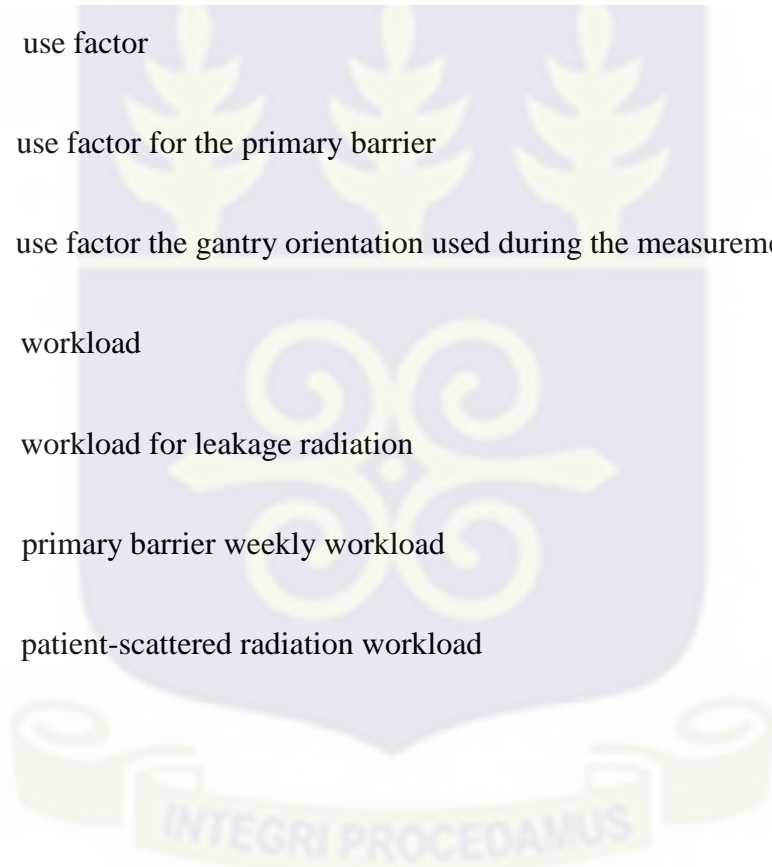 use factor
use factor for the primary barrier
use factor the gantry orientation used during the
workload
workload for leakage radiation
primary barrier weekly workload
patient-scattered radiation workload
INTEGRI PROCEDAMUS